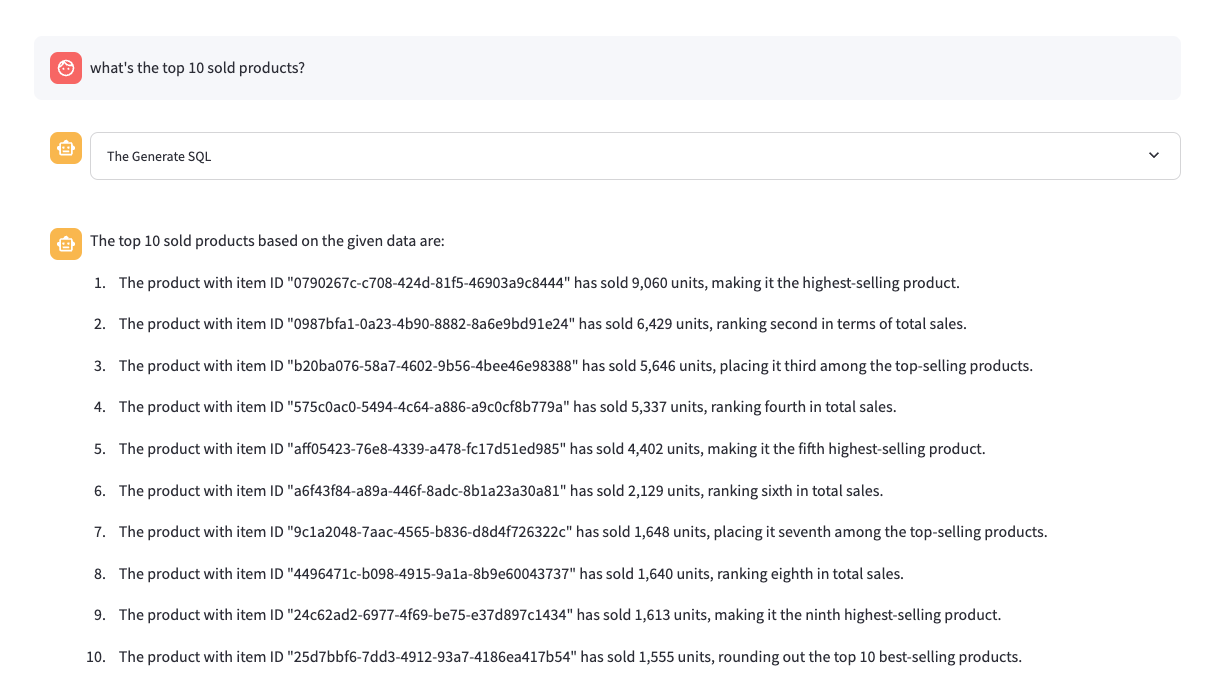 what's the top 10 sold products?
The Generate SQL
The top 10 sold products based on the given data are:
1. The product with item ID "0790267c-c708-424d-81f5-46903a9c8444" has sold 9,060 units, making it the highest-selling product.
2. The product with item ID "0987bfa1-0a23-4b90-8882-8a6e9bd91e24" has sold 6,429 units, ranking second in terms of total sales.
3. The product with item ID "b20ba076-58a7-4602-9b56-4bee46e98388" has sold 5,646 units, placing it third among the top-selling products.
4. The product with item ID "575c0ac0-5494-4c64-a886-a9c0cf8b779a" has sold 5,337 units, ranking fourth in total sales.
5. The product with item ID "aff05423-76e8-4339-a478-fc17d51ed985" has sold 4,402 units, making it the fifth highest-selling product.
6. The product with item ID "a6f43f84-a89a-446f-8adc-8b1a23a30a81" has sold 2,129 units, ranking sixth in total sales.
7. The product with item ID "9c1a2048-7aac-4565-b836-d8d4f726322c" has sold 1,648 units, placing it seventh among the top-selling products.
8. The product with item ID "4496471c-b098-4915-9a1a-8b9e60043737" has sold 1,640 units, ranking eighth in total sales.
9. The product with item ID "24c62ad2-6977-4f69-be75-e37d897c1434" has sold 1,613 units, making it the ninth highest-selling product.
10. The product with item ID "25d7bbf6-7dd3-4912-93a7-4186ea417b54" has sold 1,555 units, rounding out the top 10 best-selling products.